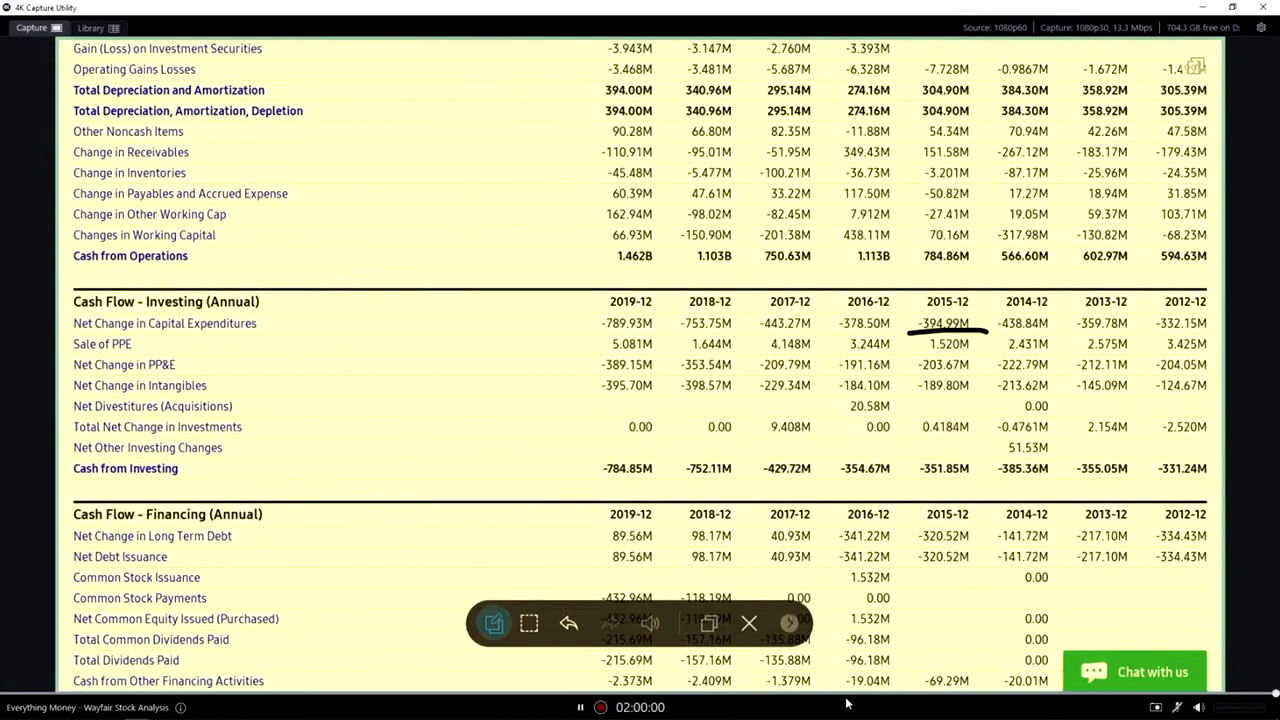 4K Capture Utility
Capture Library Source: 1080p60 Capture: 1080p30, 13.3 Mbps 704.3 GB free on D:
Gain (Loss) on Investment Securities -3.943M -3.147M -2.760M -3.393M
Operating Gains Losses -3.468M -3.481M -5.687M -6.328M -7.728M -0.9867M -1.672M
Total Depreciation and Amortization 394.00M 340.96M 295.14M 274.16M 304.90M 384.30M 358.92M 305.39M
Total Depreciation, Amortization, Depletion 394.00M 340.96M 295.14M 274.16M 304.90M 384.30M 358.92M 305.39M
Other Noncash Items 90.28M 66.80M 82.35M -11.88M 54.34M 70.94M 42.26M 47.58M
Change in Receivables -110.91M -95.01M -51.95M 349.43M 151.58M -267.12M -183.17M -179.43M
Change in Inventories -45.48M -5.477M -100.21M -36.73M -3.201M -87.17M -25.96M -24.35M
Change in Payables and Accrued Expense 60.39M 47.61M 33.22M 117.50M -50.82M 17.27M 18.94M 31.85M
Change in Other Working Cap 162.94M -98.02M -82.45M 7.912M -27.41M 19.05M 59.37M 103.71M
Changes in Working Capital 66.93M -150.90M -201.38M 438.11M 70.16M -317.98M -130.82M -68.23M
Cash from Operations 1.462B 1.103B 750.63M 1.113B 784.86M 566.60M 602.97M 594.63M
Cash Flow - Investing (Annual) 2019-12 2018-12 2017-12 2016-12 2015-12 2014-12 2013-12 2012-12
Net Change in Capital Expenditures -789.93M -753.75M -443.27M -378.50M -394.99M -438.84M -359.78M -332.15M
Sale of PPE 5.081M 1.644M 4.148M 3.244M 1.520M 2.431M 2.575M 3.425M
Net Change in PP&E -389.15M -353.54M -209.79M -191.16M -203.67M -222.79M -212.11M -204.05M
Net Change in Intangibles -395.70M -398.57M -229.34M -184.10M -189.80M -213.62M -145.09M -124.67M
Net Divestitures (Acquisitions) 20.58M 0.00
Total Net Change in Investments 0.00 0.00 9.408M 0.00 0.4184M -0.4761M 2.154M -2.520M
Net Other Investing Changes 51.53M
Cash from Investing -784.85M -752.11M -429.72M -354.67M -351.85M -385.36M -355.05M -331.24M
Cash Flow - Financing (Annual) 2019-12 2018-12 2017-12 2016-12 2015-12 2014-12 2013-12 2012-12
Net Change in Long Term Debt 89.56M 98.17M 40.93M -341.22M -320.52M -141.72M -217.10M -334.43M
Net Debt Issuance 89.56M 98.17M 40.93M -341.22M -320.52M -141.72M -217.10M -334.43M
Common Stock Issuance 1.532M 0.00
Common Stock Payments -432.96M -118.19M 0.00 0.00
Net Common Equity Issued (Purchased) 1.532M 0.00
Total Common Dividends Paid -215.69M -157.16M -135.88M -96.18M 0.00
Total Dividends Paid -215.69M -157.16M -135.88M -96.18M 0.00
Cash from Other Financing Activities -2.373M -2.409M -1.379M -19.04M -69.29M -20.01M
Chat with us
Everything Money - Wayfair Stock Analysis 02:00:00